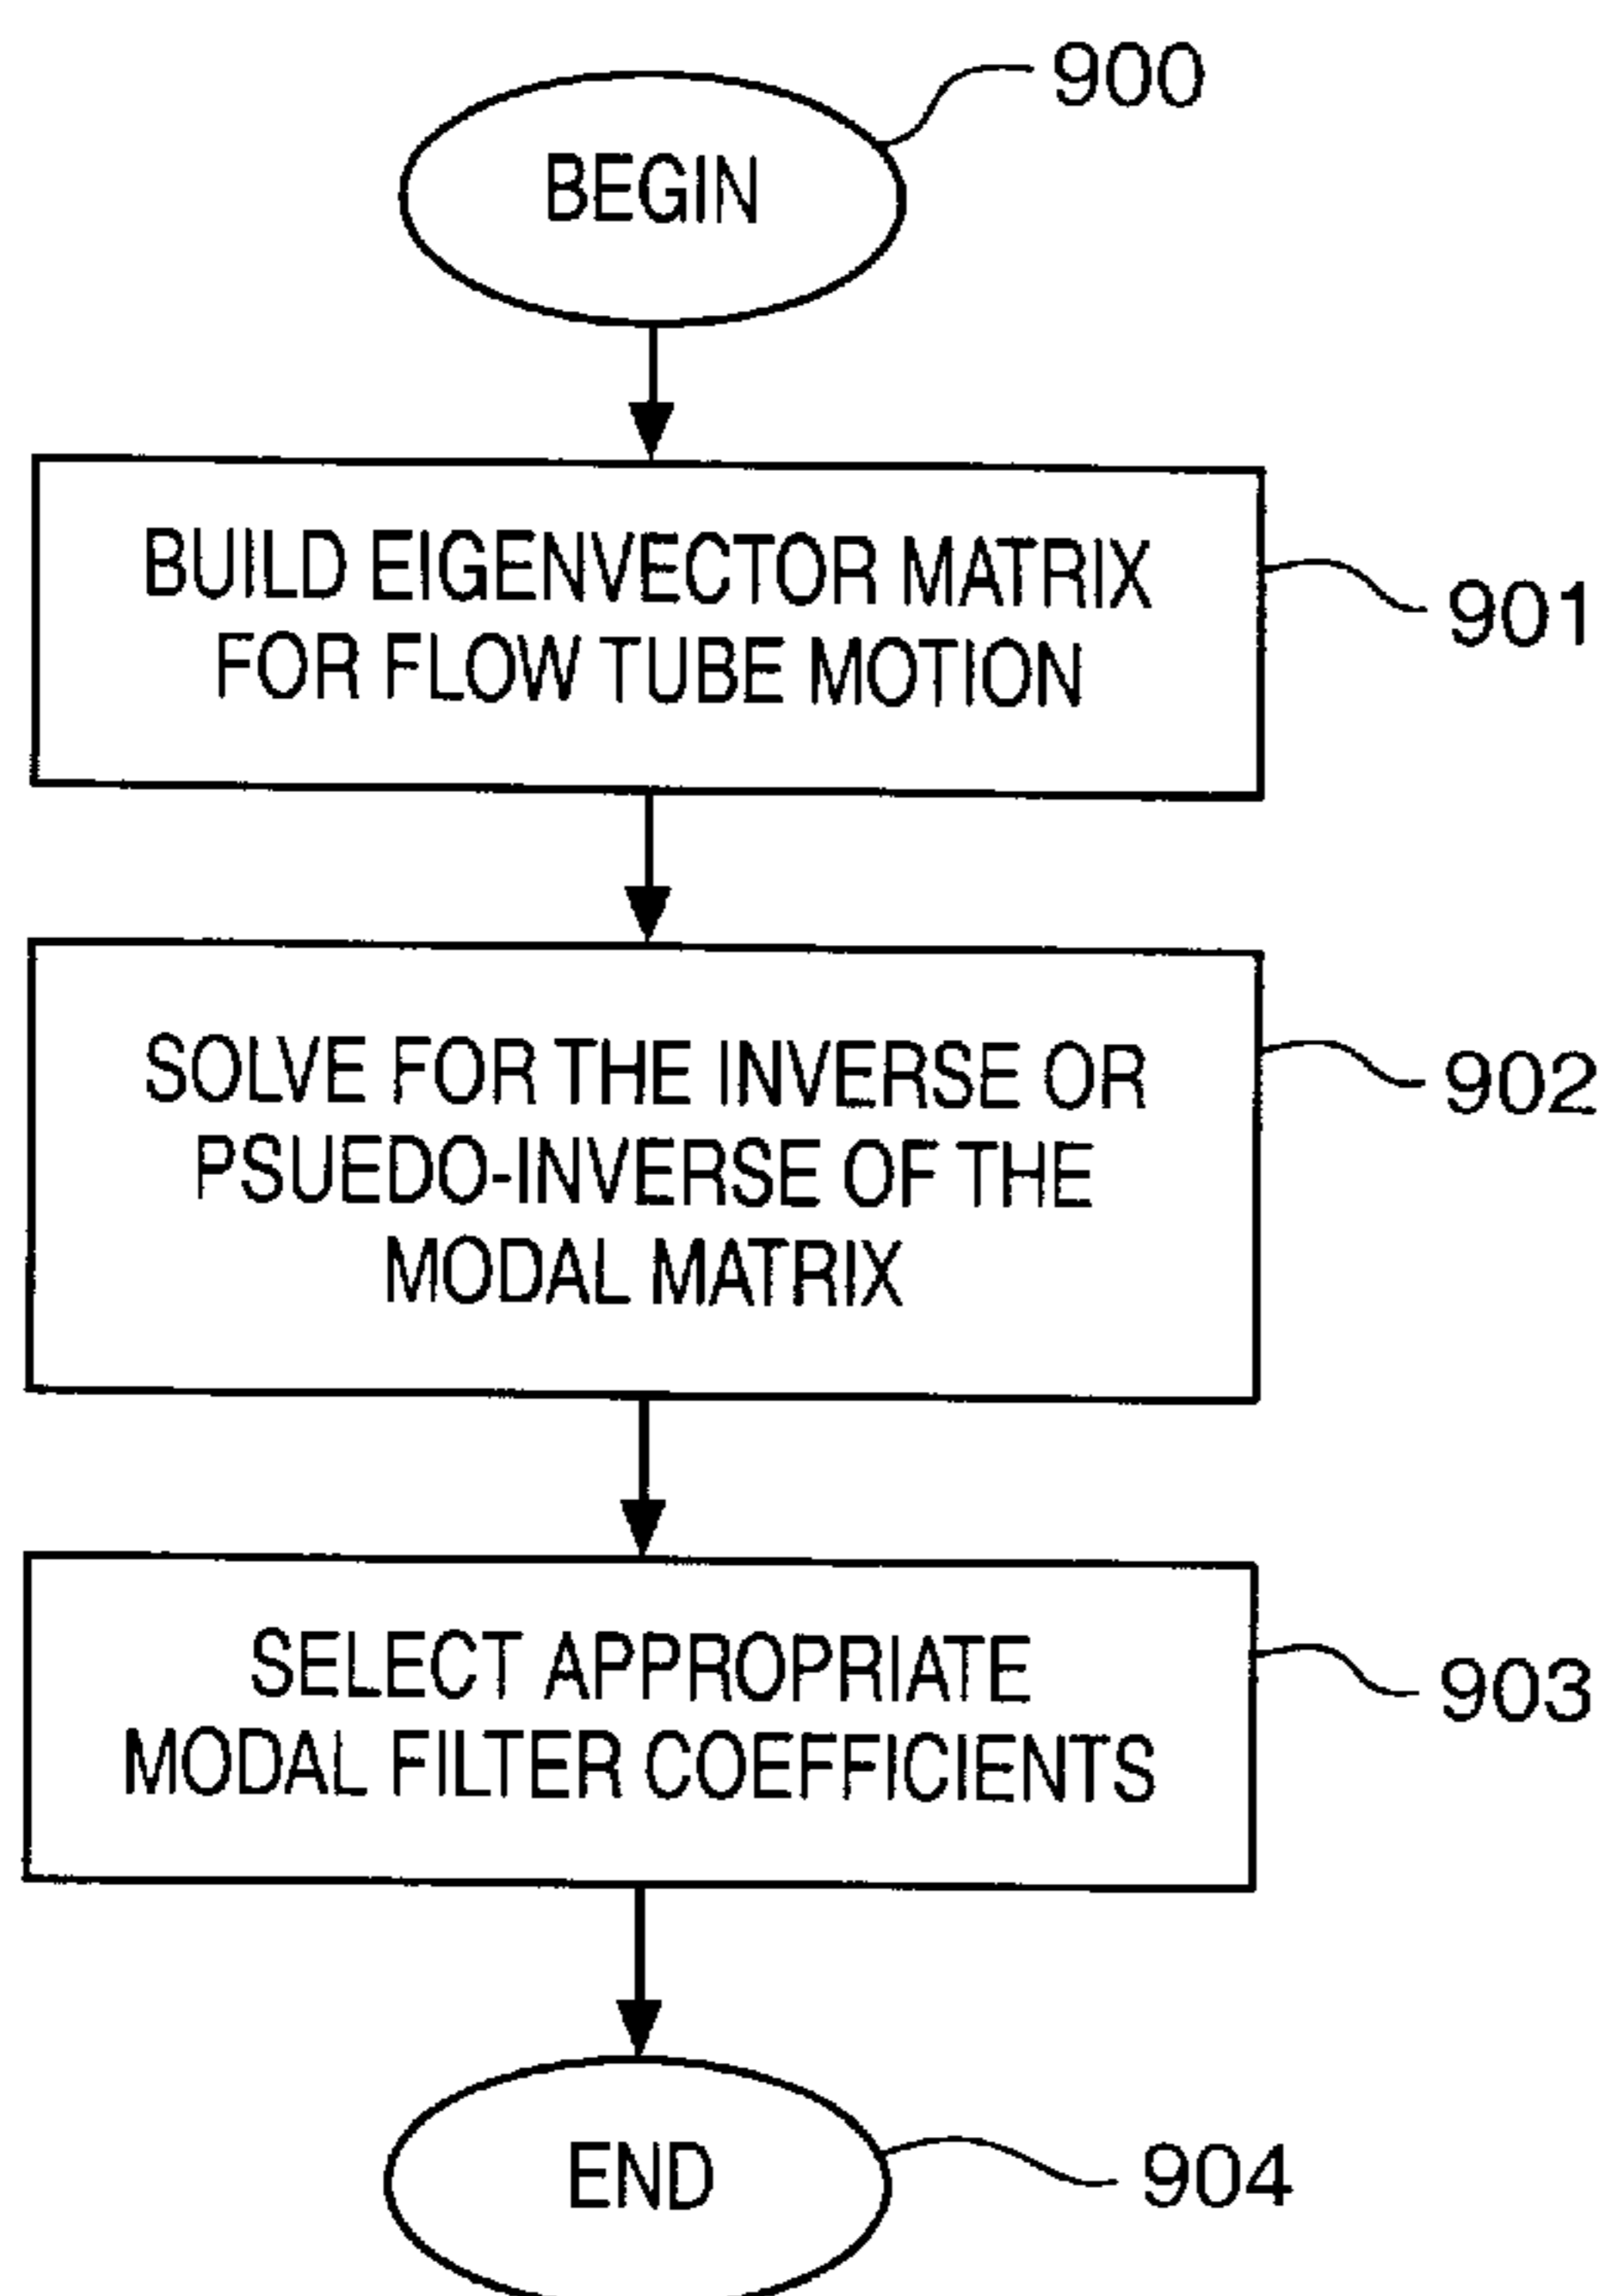 BEGIN
900
BUILD EIGENVECTOR MATRIX
FOR FLOW TUBE MOTION
901
SOLVE FOR THE INVERSE OR
PSUEDO-INVERSE OF THE
MODAL MATRIX
902
SELECT APPROPRIATE
MODAL FILTER COEFFICIENTS
903
END
904